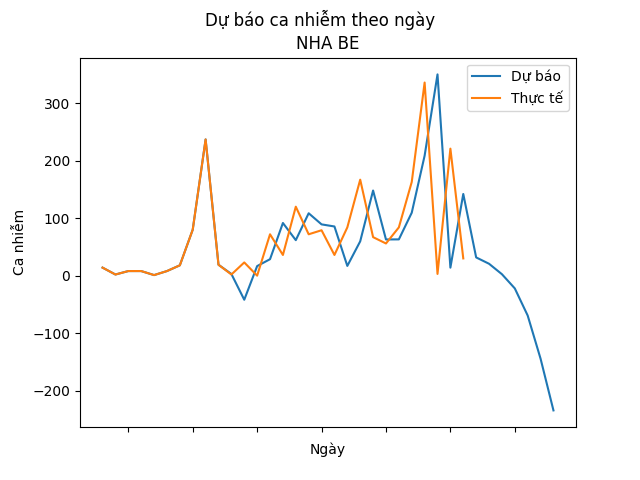 Dự báo ca nhiễm theo ngày
NHA BE
Dự báo
Thực tế
300
200
100
0
−100
−200
Ca nhiễm
Ngày